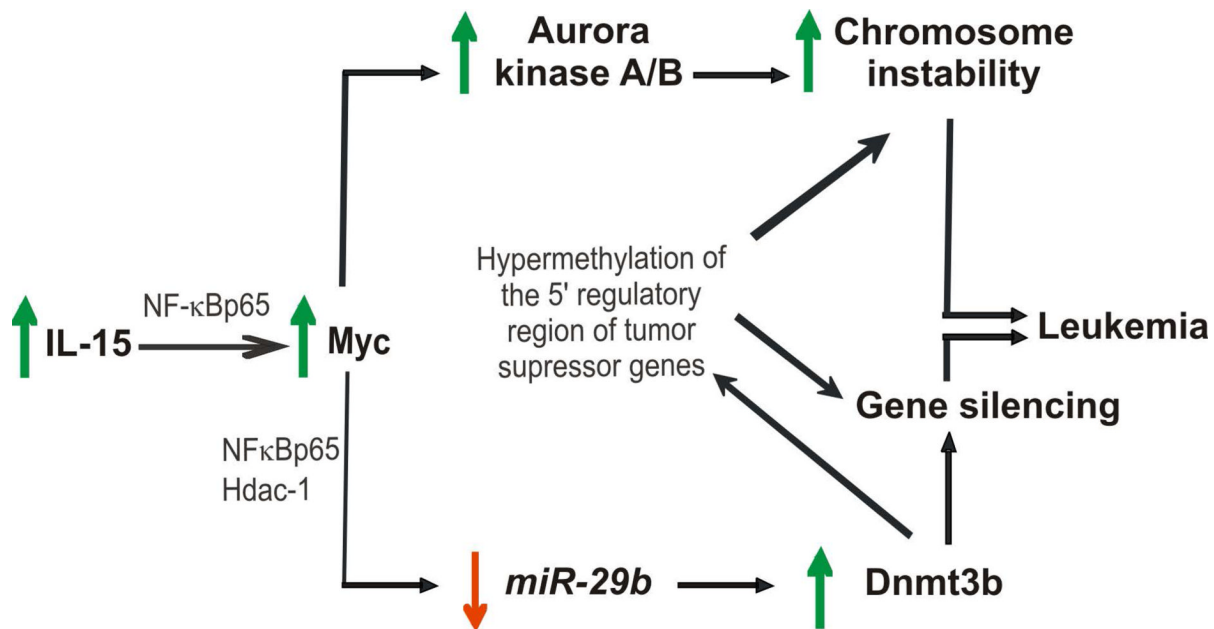 Aurora
kinase A/B
Chromosome
instability
Hypermethylation of
the 5' regulatory
region of tumor
supressor genes
NF-κBp65
IL-15
Myc
Leukemia
Gene silencing
NFκBp65
Hdac-1
miR-29b
Dnmt3b